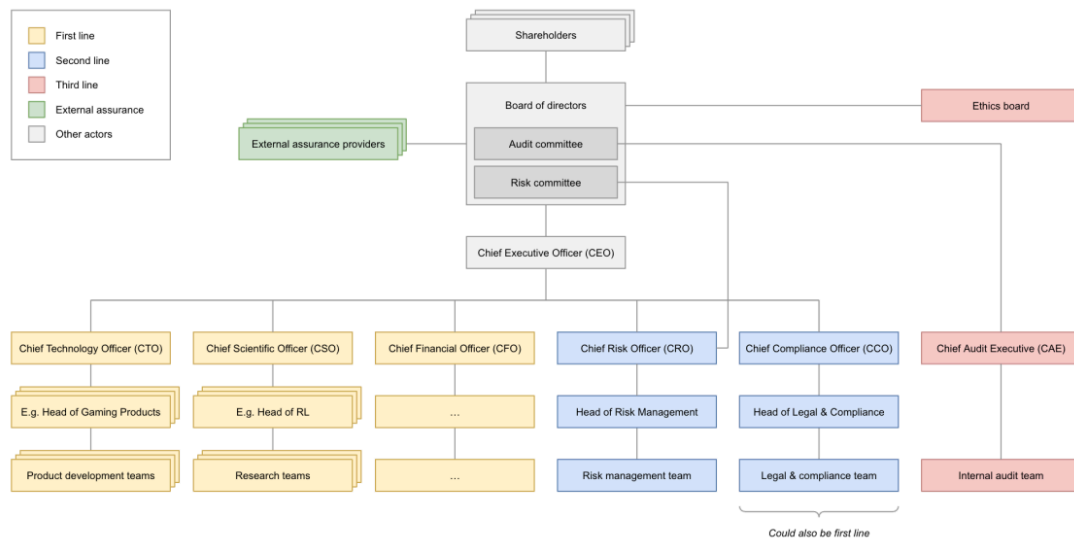 First line
Second line
Third line
External assurance
Other actors
Shareholders
Board of directors
Audit committee
Risk committee
External assurance providers
Ethics board
Chief Executive Officer (CEO)
Chief Technology Officer (CTO)
Chief Scientific Officer (CSO)
Chief Financial Officer (CFO)
Chief Risk Officer (CRO)
Chief Compliance Officer (CCO)
Chief Audit Executive (CAE)
E.g. Head of Gaming Products
E.g. Head of RL
...
Head of Risk Management
Head of Legal & Compliance
Product development teams
Research teams
...
Risk management team
Legal & compliance team
Internal audit team
Could also be first line